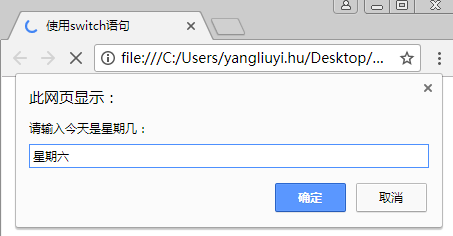 使用switch语句
file:///C:/Users/yangliuyi.hu/Desktop/...
此网页显示：
请输入今天是星期几：
星期六
确定 取消